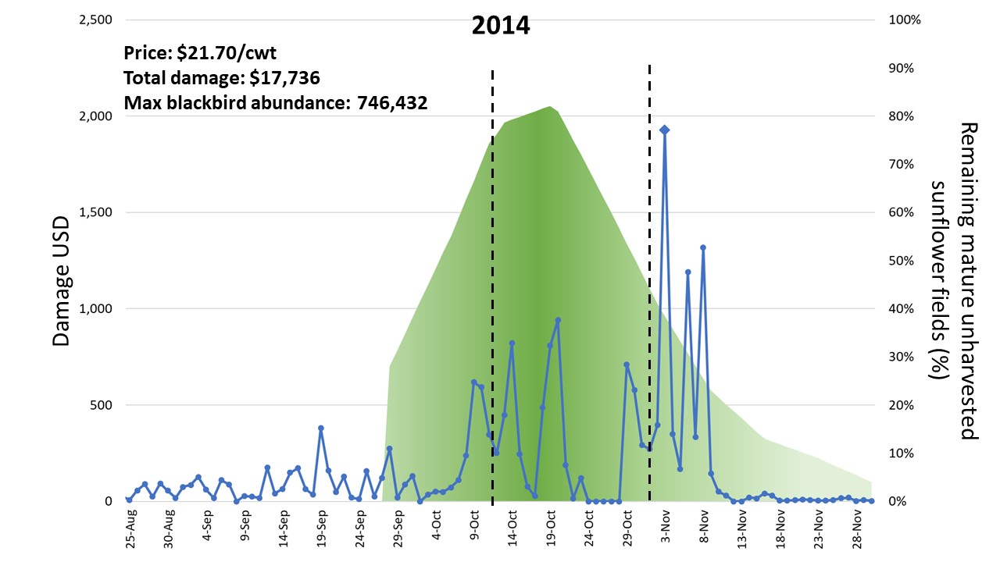 2014
Price: $21.70/cwt
Total damage: $17,736
Max blackbird abundance: 746,432
Damage USD
2,500
2,000
1,500
1,000
500
0
100%
90%
80%
70%
60%
50%
40%
30%
20%
10%
0%
Remaining mature unharvested
sunflower fields (%)
25-Aug
30-Aug
4-Sep
9-Sep
14-Sep
19-Sep
24-Sep
29-Sep
4-Oct
9-Oct
14-Oct
19-Oct
24-Oct
29-Oct
3-Nov
8-Nov
13-Nov
18-Nov
23-Nov
28-Nov